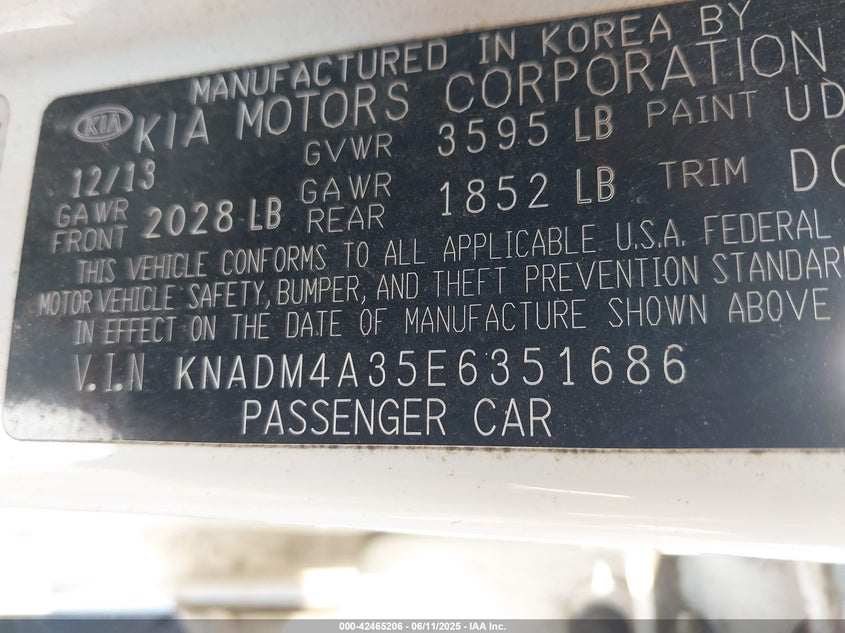 MANUFACTURED IN KOREA BY
KIA KIA MOTORS CORPORATION
12/13 GVWR 3595 LB PAINT UD
GAWR FRONT 2028 LB GAWR REAR 1852 LB TRIM
THIS VEHICLE CONFORMS TO ALL APPLICABLE U.S.A. FEDERAL
MOTOR VEHICLE SAFETY, BUMPER, AND THEFT PREVENTION STANDAR
IN EFFECT ON THE DATE OF MANUFACTURE SHOWN ABOVE
V.I.N KNADM4A35E6351686
PASSENGER CAR
000-42465206 - 06/11/2025 - IAA Inc.